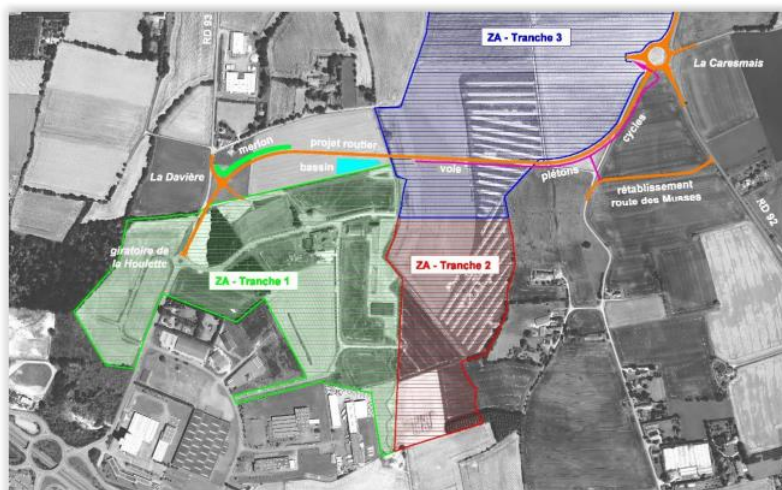 RD 93
ZA - Tranche 3
La Caresmais
merlon
projet routier
cycles
La Davière
bassin
voie
piétons
rétablissement
route des Musses
RD 92
giratoire de
la Houlette
ZA - Tranche 1
ZA - Tranche 2